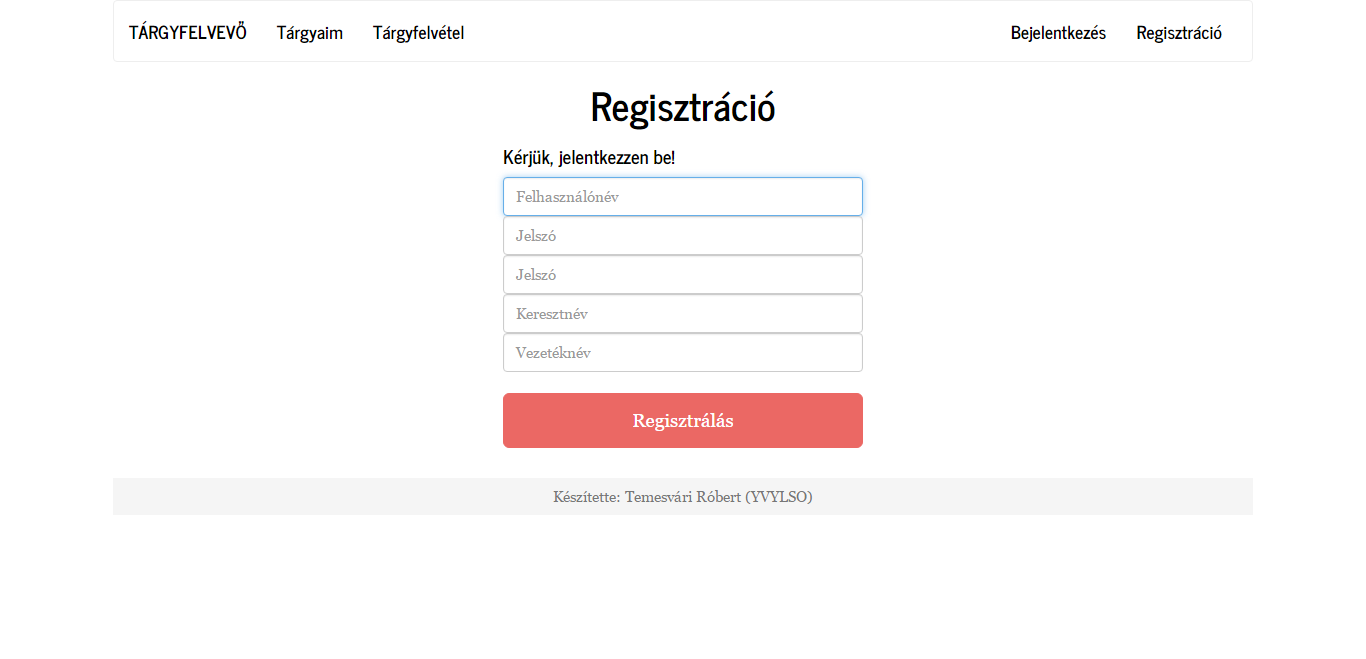 TÁRGYFELVEVŐ Tárgyaim Tárgyfelvétel Bejelentkezés Regisztráció
Regisztráció
Kérjük, jelentkezzen be!
Felhasználónév
Jelszó
Jelszó
Keresztnév
Vezetéknév
Regisztrálás
Készítette: Temesvári Róbert (YVYLSO)